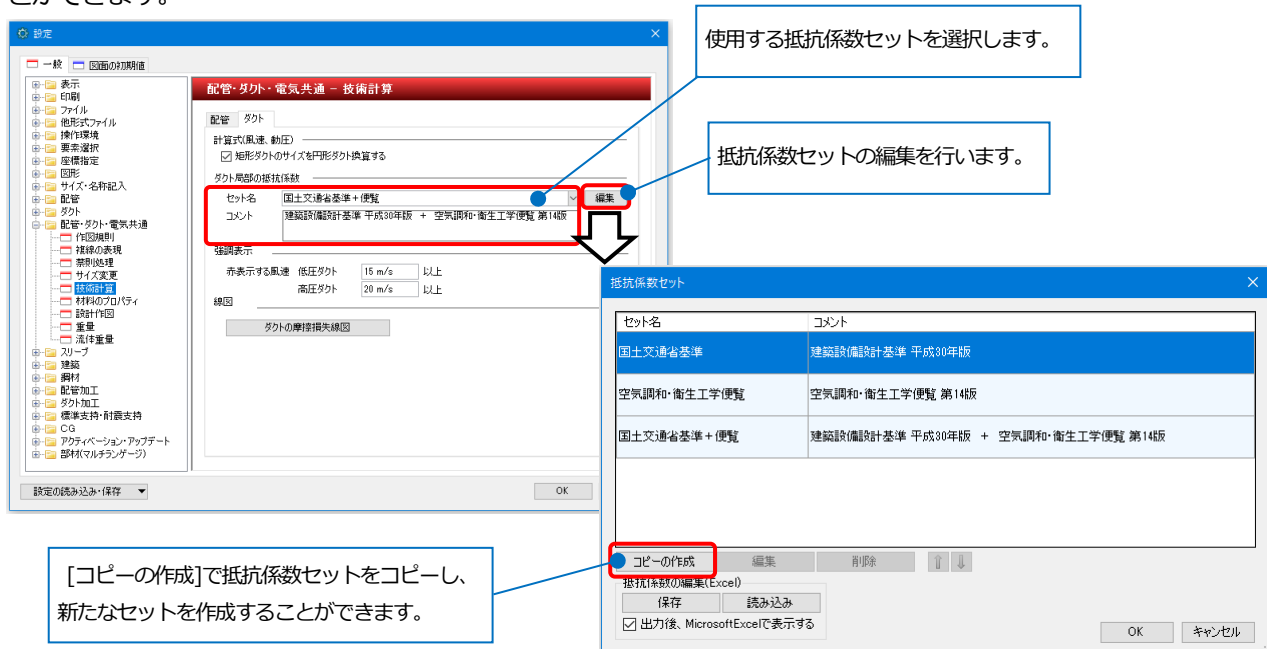 とができます。
使用する抵抗係数セットを選択します。
設定
一般 図面の初期値
表示
印刷
ファイル
他形式ファイル
操作環境
要素選択
座標指定
図形
サイズ・名称記入
配管
ダクト
配管・ダクト・電気共通
作図規則
複線の表現
禁則処理
サイズ変更
技術計算
材料のプロパティ
設計作図
重量
流体重量
スリーブ
建築
鋼材
配管加工
ダクト加工
標準支持・耐震支持
CG
アクティベーション・アップデート
部材(マルチランゲージ)
配管・ダクト・電気共通 - 技術計算
配管 ダクト
計算式(風速、動圧)
矩形ダクトのサイズを円形ダクト換算する
ダクト局部の抵抗係数
セット名 国土交通省基準+便覧 編集
コメント 建築設備設計基準 平成30年版 + 空気調和・衛生工学便覧 第14版
強調表示
赤表示する風速 低圧ダクト 15 m/s 以上
高圧ダクト 20 m/s 以上
線図
ダクトの摩擦損失線図
設定の読み込み・保存
OK
抵抗係数セットの編集を行います。
抵抗係数セット
セット名 コメント
国土交通省基準 建築設備設計基準 平成30年版
空気調和・衛生工学便覧 空気調和・衛生工学便覧 第14版
国土交通省基準+便覧 建築設備設計基準 平成30年版 + 空気調和・衛生工学便覧 第14版
コピーの作成 編集 削除
抵抗係数の編集(Excel)
保存 読み込み
出力後、MicrosoftExcelで表示する
OK キャンセル
[コピーの作成]で抵抗係数セットをコピーし、
新たなセットを作成することができます。